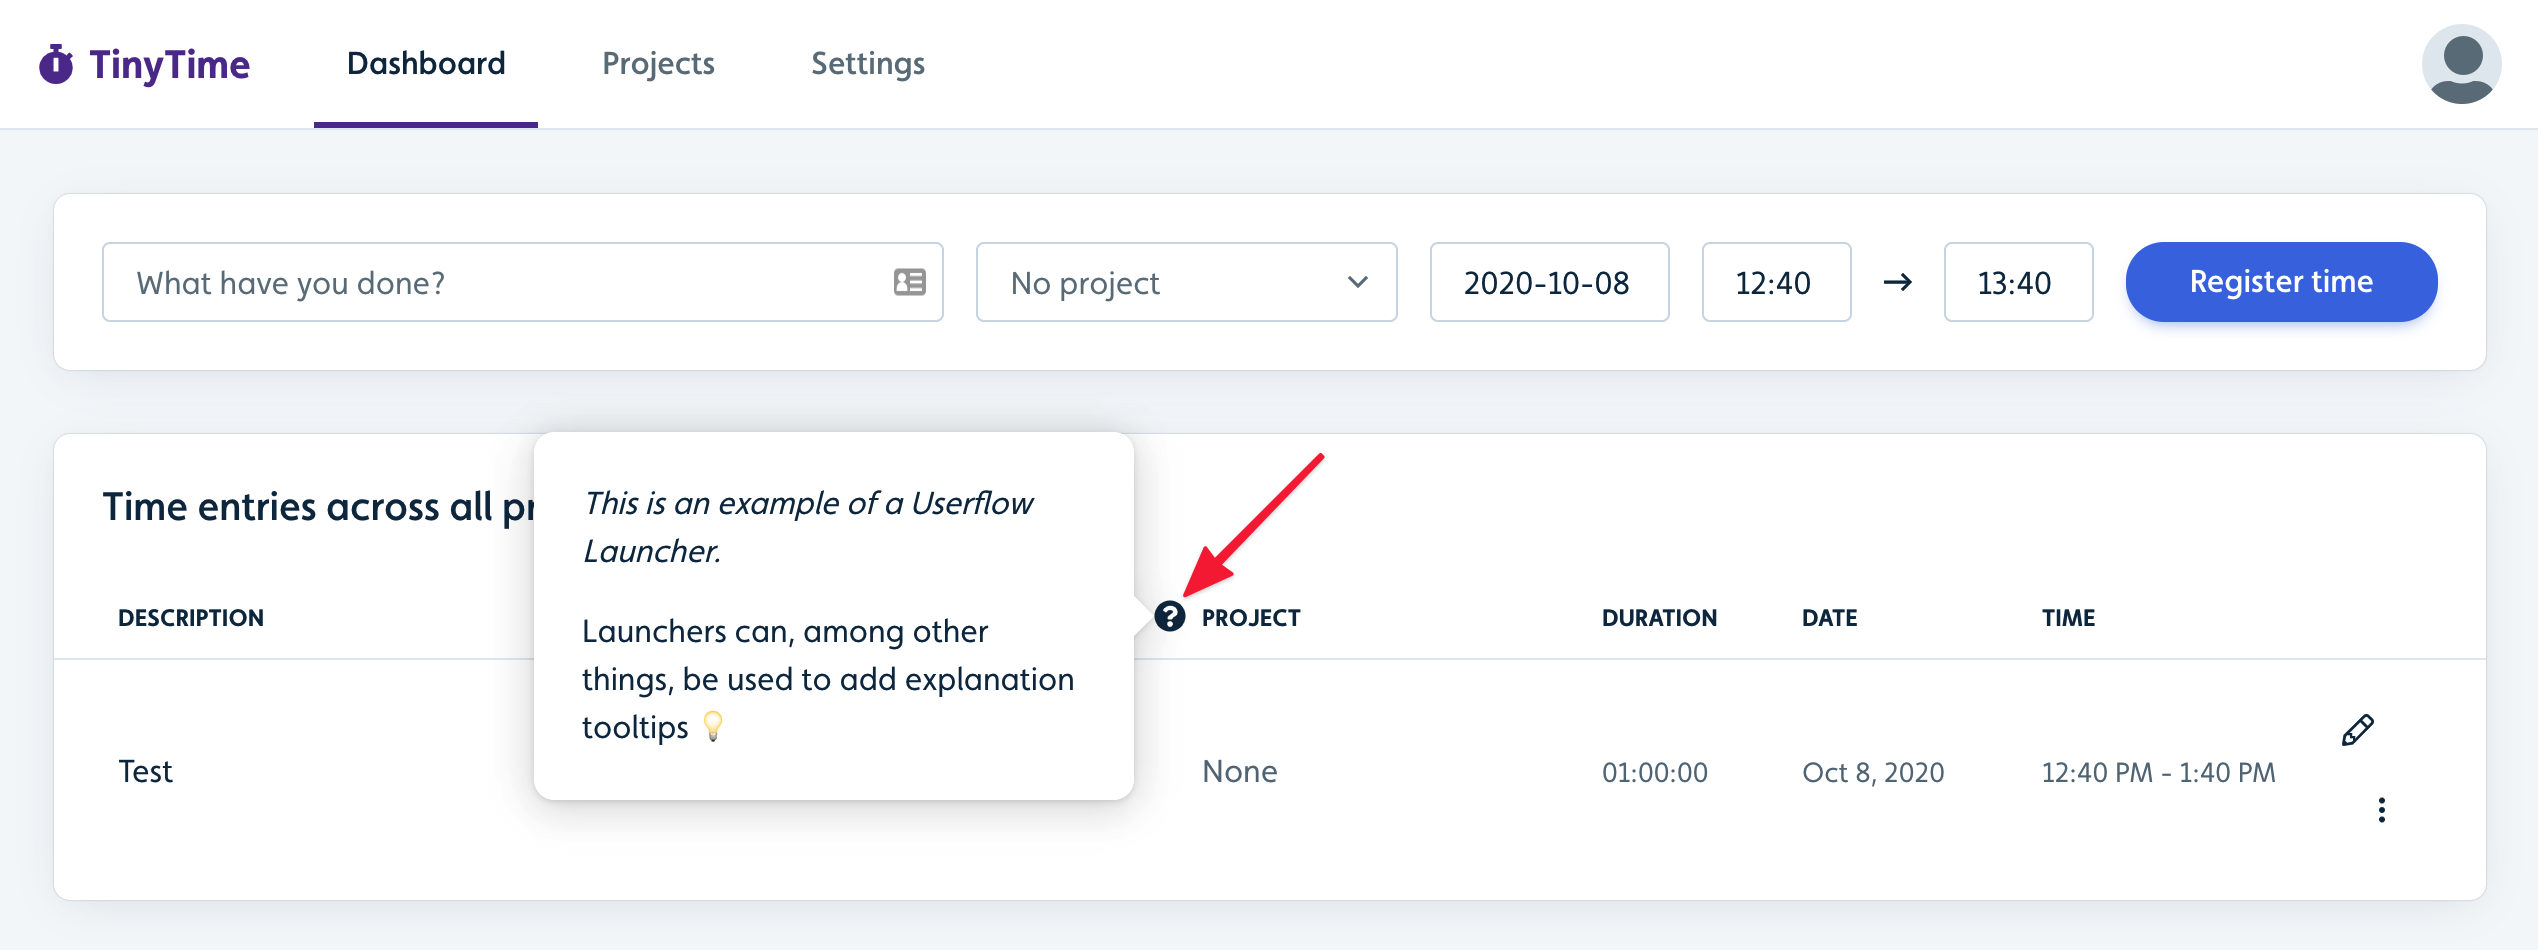 TinyTime
Dashboard
Projects
Settings
What have you done?
No project
2020-10-08
12:40
→
13:40
Register time
Time entries across all pr
This is an example of a Userflow
Launcher.
Launchers can, among other
things, be used to add explanation
tooltips 💡
DESCRIPTION
?
PROJECT
DURATION
DATE
TIME
Test
None
01:00:00
Oct 8, 2020
12:40 PM - 1:40 PM